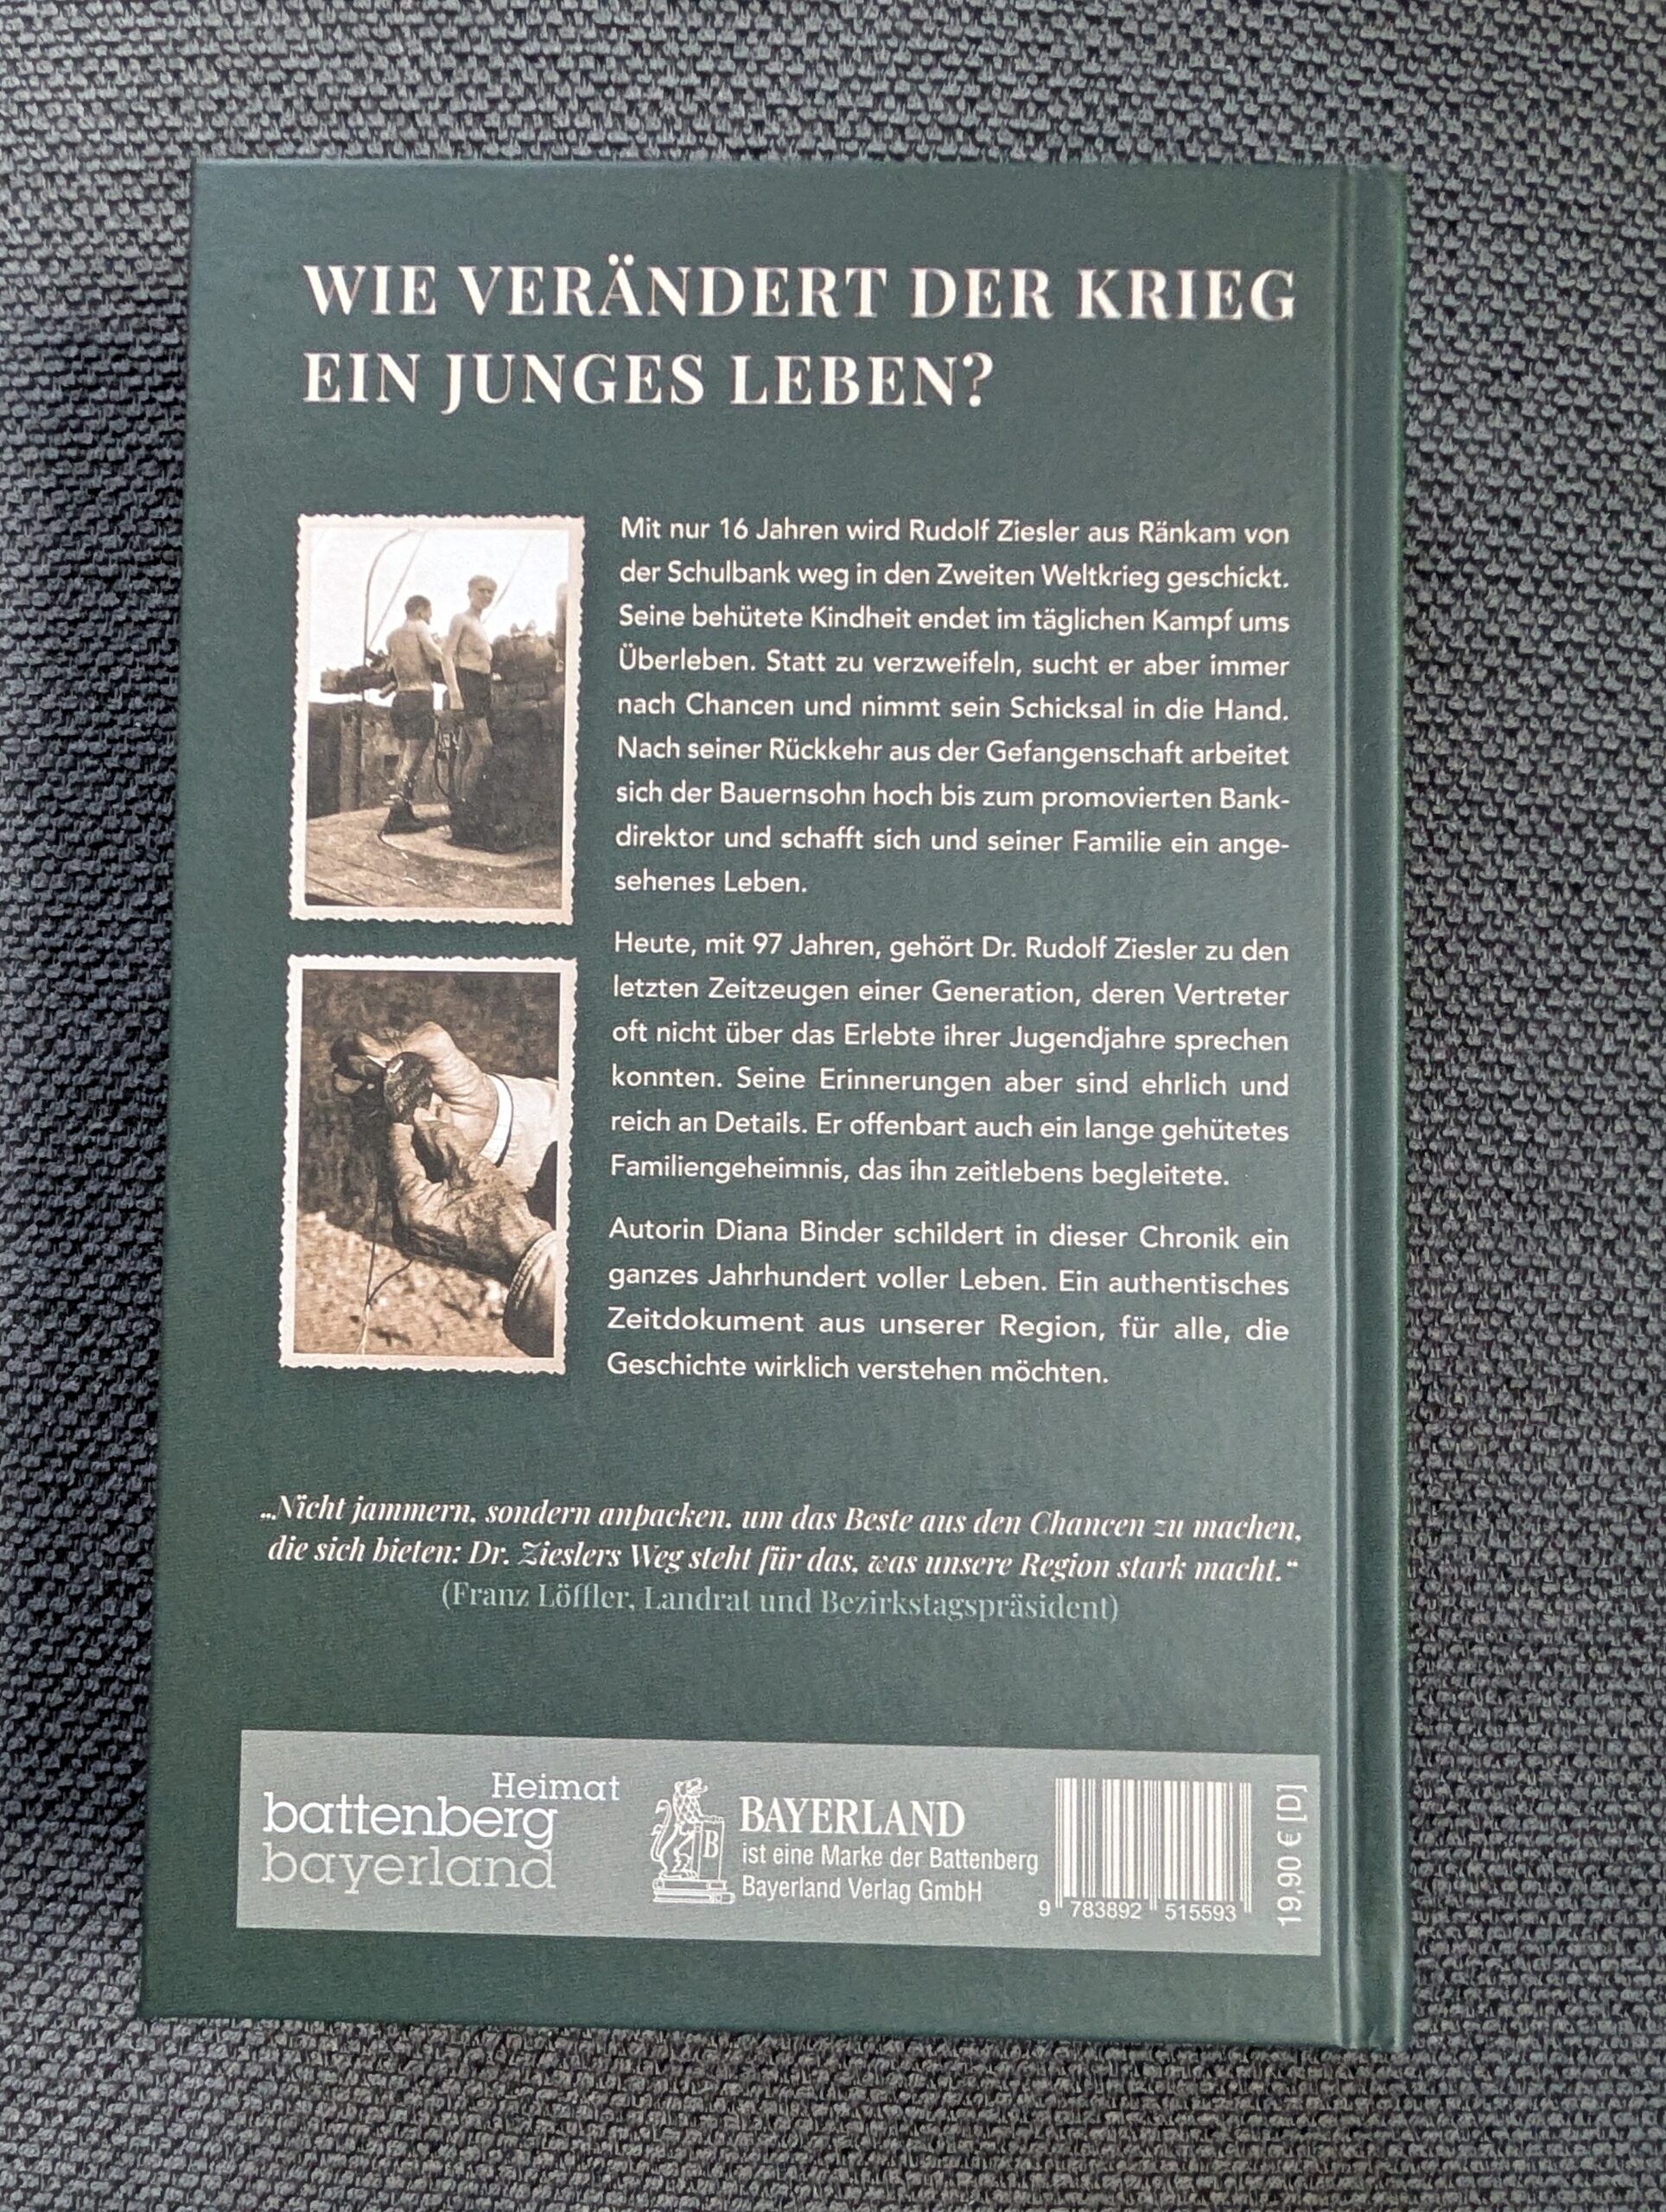 WIE VERÄNDERT DER KRIEG
EIN JUNGES LEBEN?
Mit nur 16 Jahren wird Rudolf Ziesler aus Ränkam von
der Schulbank weg in den Zweiten Weltkrieg geschickt.
Seine behütete Kindheit endet im täglichen Kampf ums
Überleben. Statt zu verzweifeln, sucht er aber immer
nach Chancen und nimmt sein Schicksal in die Hand.
Nach seiner Rückkehr aus der Gefangenschaft arbeitet
sich der Bauernsohn hoch bis zum promovierten Bank-
direktor und schafft sich und seiner Familie ein ange-
sehenes Leben.
Heute, mit 97 Jahren, gehört Dr. Rudolf Ziesler zu den
letzten Zeitzeugen einer Generation, deren Vertreter
oft nicht über das Erlebte ihrer Jugendjahre sprechen
konnten. Seine Erinnerungen aber sind ehrlich und
reich an Details. Er offenbart auch ein lange gehütetes
Familiengeheimnis, das ihn zeitlebens begleitete.
Autorin Diana Binder schildert in dieser Chronik ein
ganzes Jahrhundert voller Leben. Ein authentisches
Zeitdokument aus unserer Region, für alle, die
Geschichte wirklich verstehen möchten.
„Nicht jammern, sondern anpacken, um das Beste aus den Chancen zu machen,
die sich bieten: Dr. Zieslers Weg steht für das, was unsere Region stark macht.“
(Franz Löffler, Landrat und Bezirkstagspräsident)
Heimat
battenberg
bayerland
B
BAYERLAND
ist eine Marke der Battenberg
Bayerland Verlag GmbH
9 783892 515593
19,90 € [D]